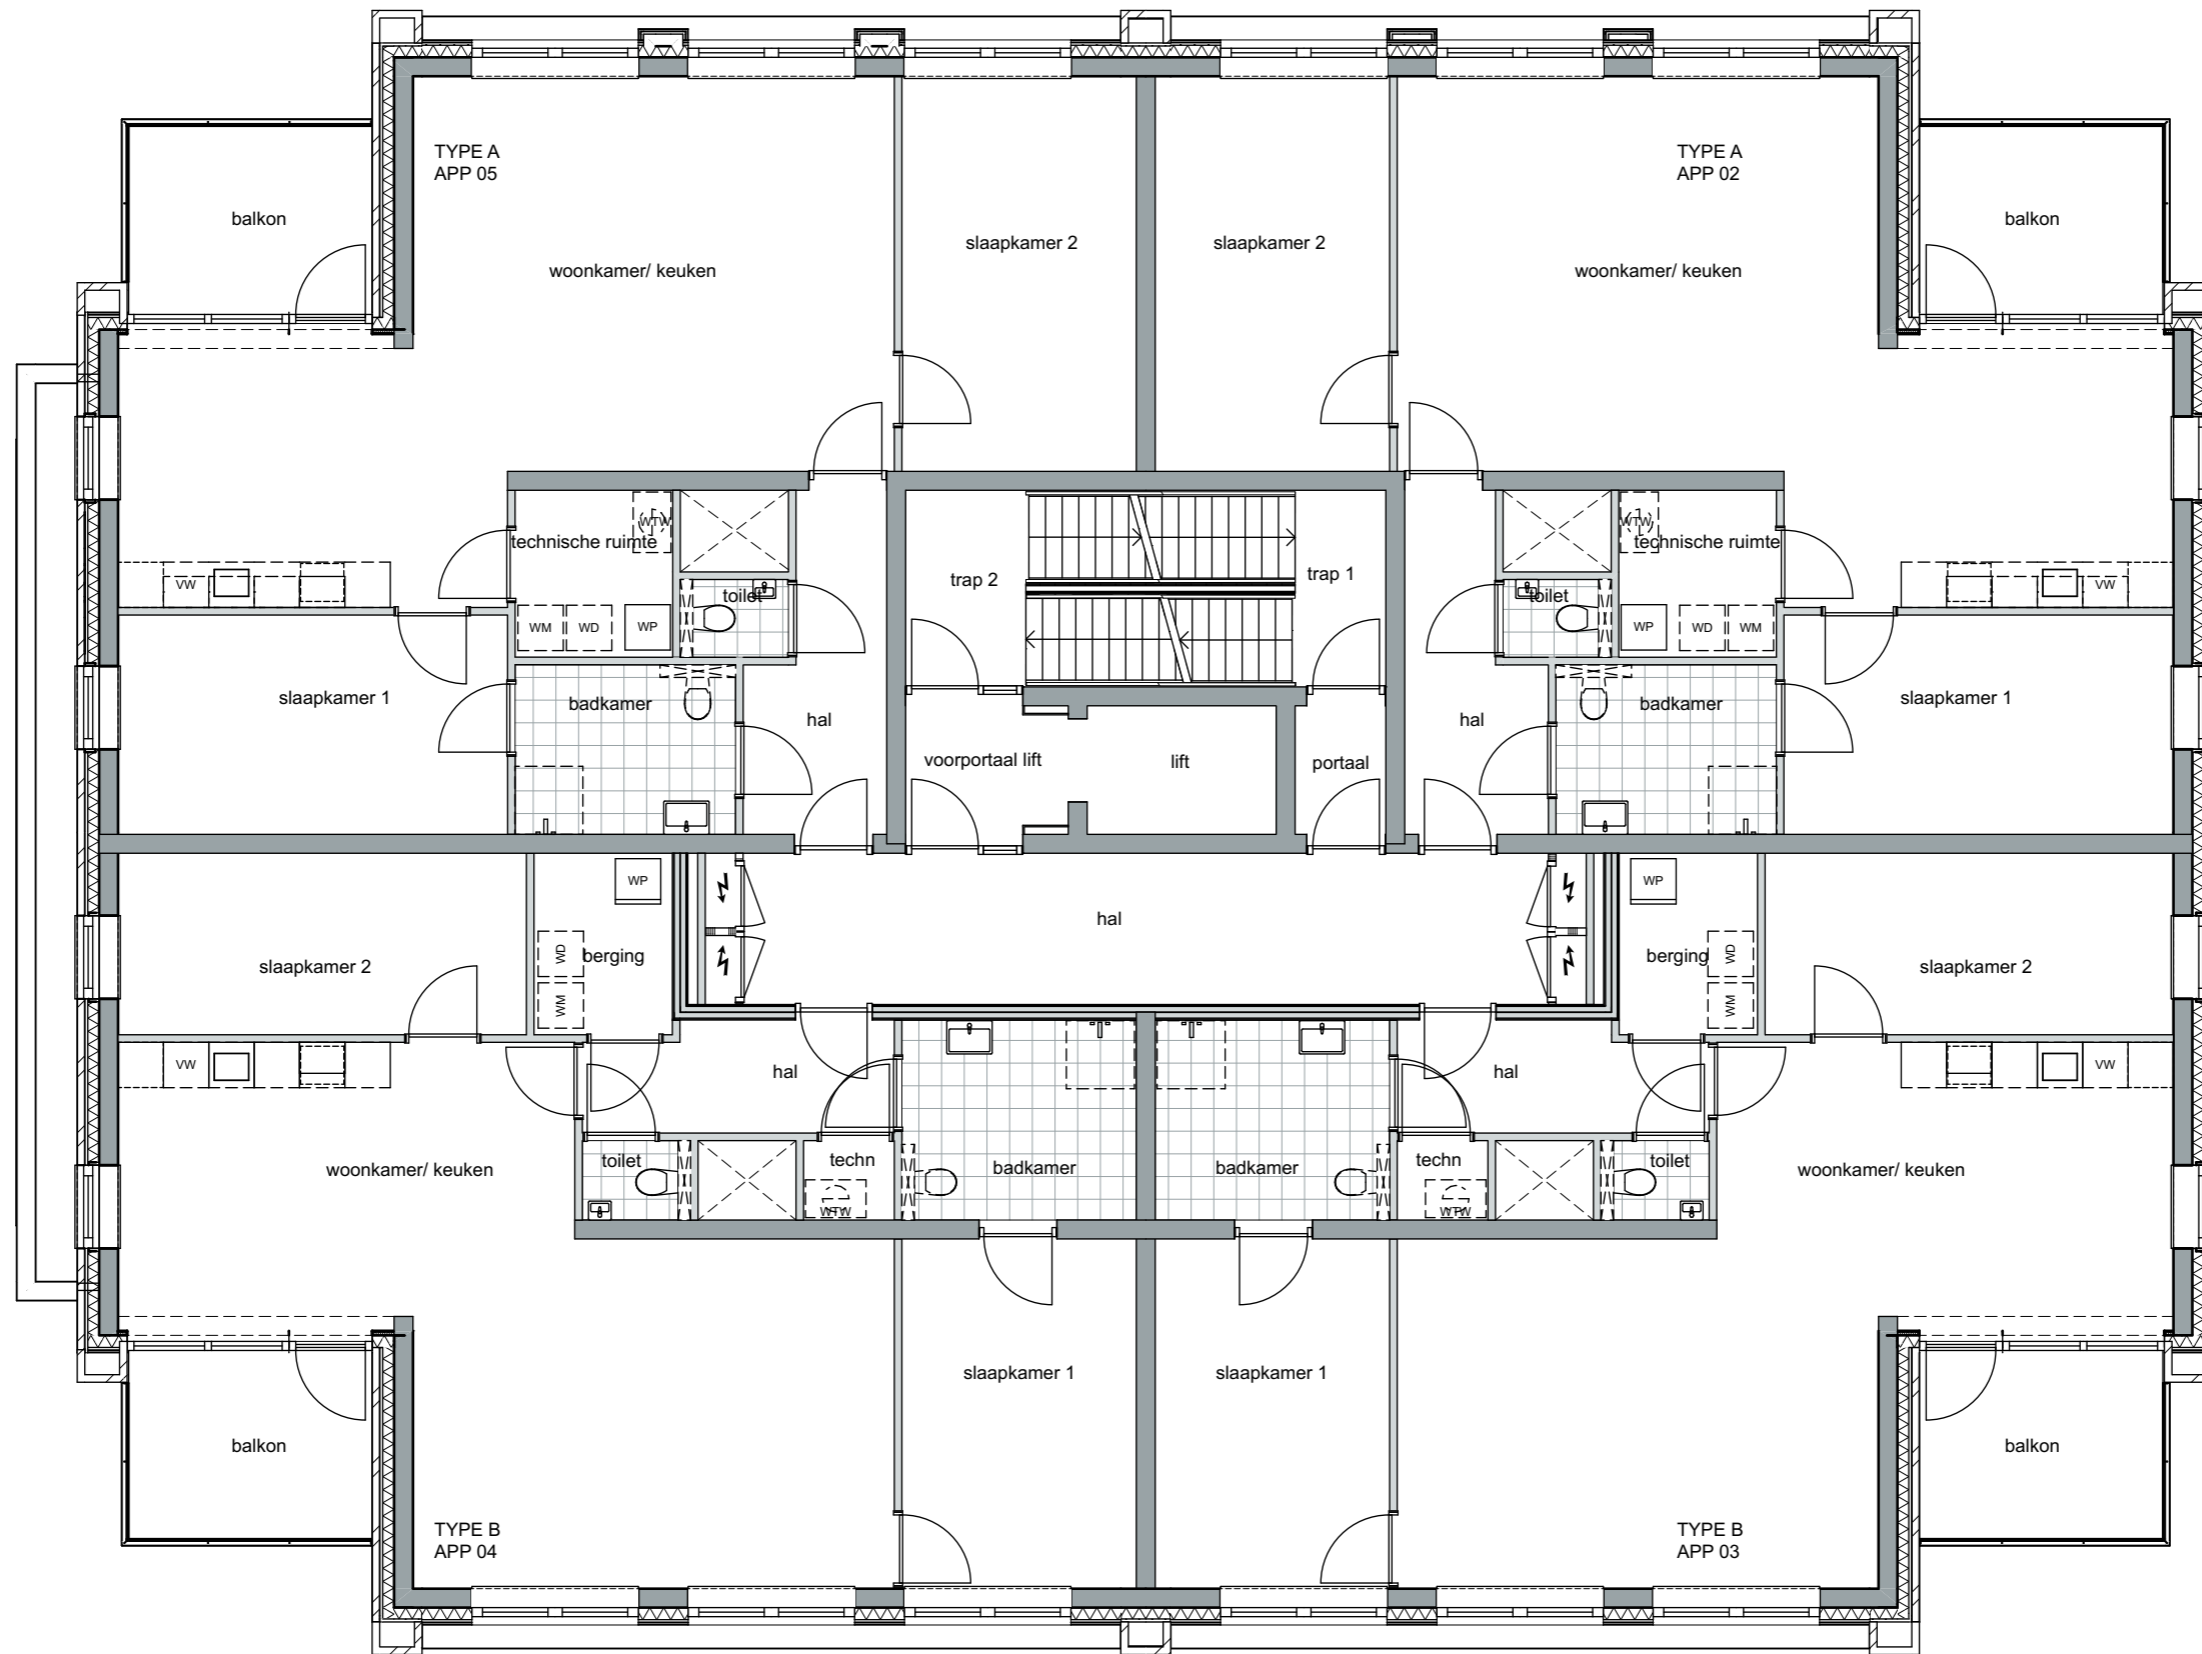 TYPE A
APP 05
TYPE A
APP 02
balkon
balkon
slaapkamer 2
slaapkamer 2
woonkamer/ keuken
woonkamer/ keuken
WTW
technische ruimte
WTW
technische ruimte
trap 2
trap 1
VW
toilet
toilet
VW
WM
WD
WP
WP
WD
WM
slaapkamer 1
badkamer
hal
hal
badkamer
slaapkamer 1
voorportaal lift
lift
portaal
WP
WP
hal
slaapkamer 2
WD
berging
berging
WD
slaapkamer 2
WM
WM
VW
hal
hal
VW
woonkamer/ keuken
toilet
techn
badkamer
badkamer
techn
toilet
woonkamer/ keuken
WTW
WTW
slaapkamer 1
slaapkamer 1
balkon
balkon
TYPE B
APP 04
TYPE B
APP 03